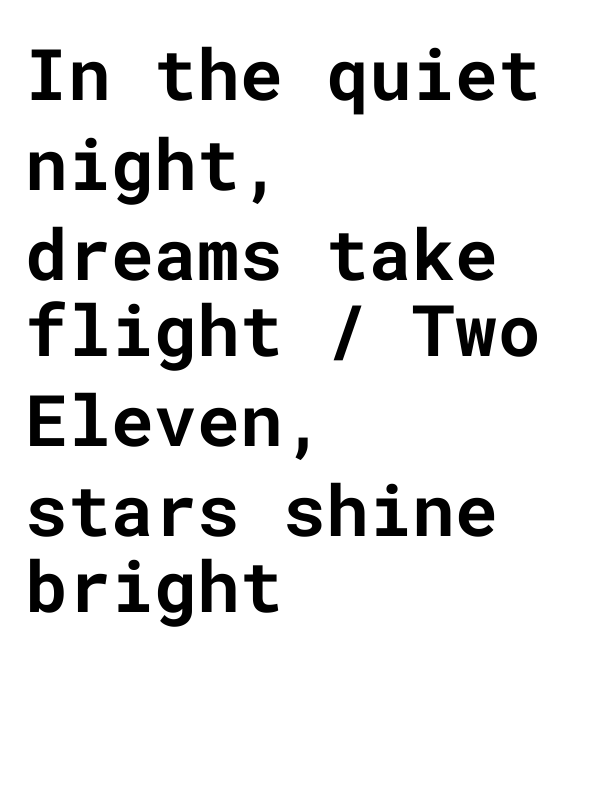 In the quiet
night,
dreams take
flight / Two
Eleven,
stars shine
bright